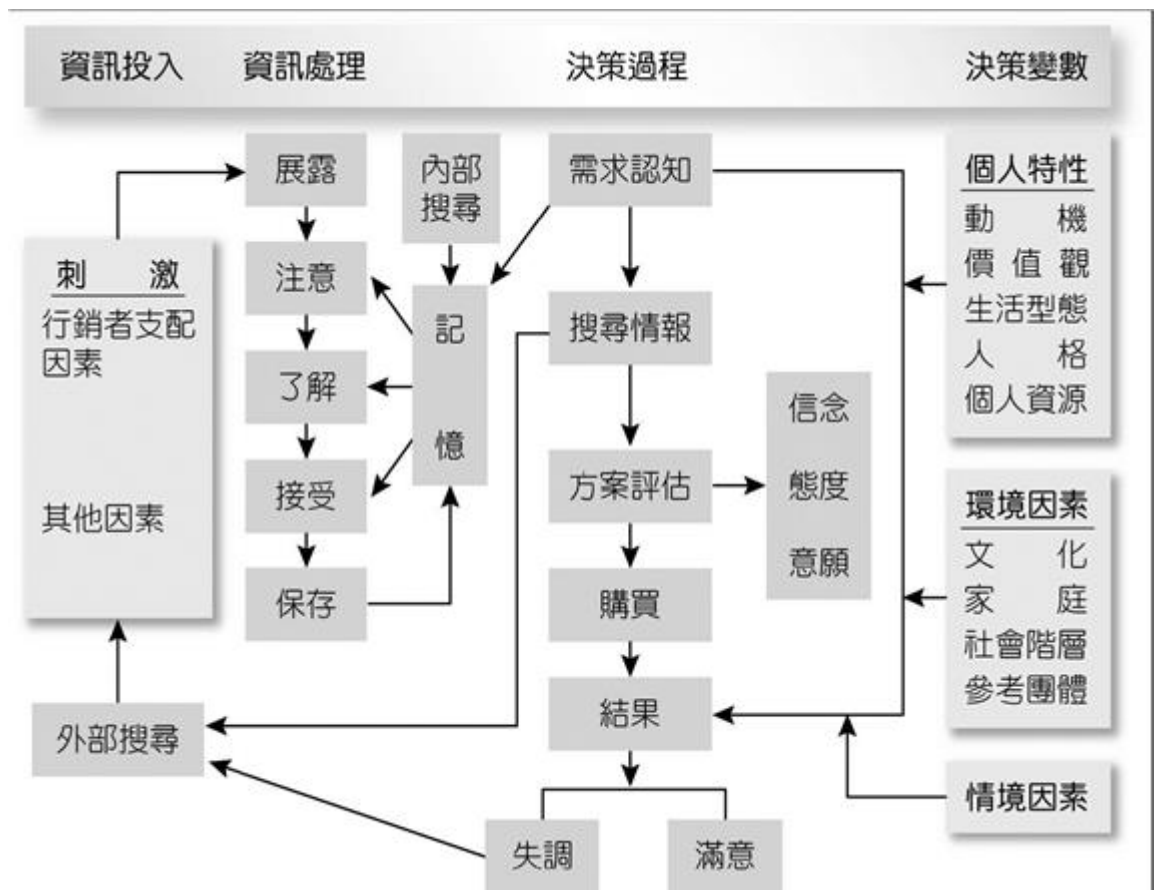 資訊投入
資訊處理
決策過程
決策變數
刺激
行銷者支配
因素
其他因素
外部搜尋
展露
注意
了解
接受
保存
內部
搜尋
記
憶
需求認知
搜尋情報
方案評估
購買
結果
失調
滿意
信念
態度
意願
個人特性
動機
價值觀
生活型態
人格
個人資源
環境因素
文化
家庭
社會階層
參考團體
情境因素